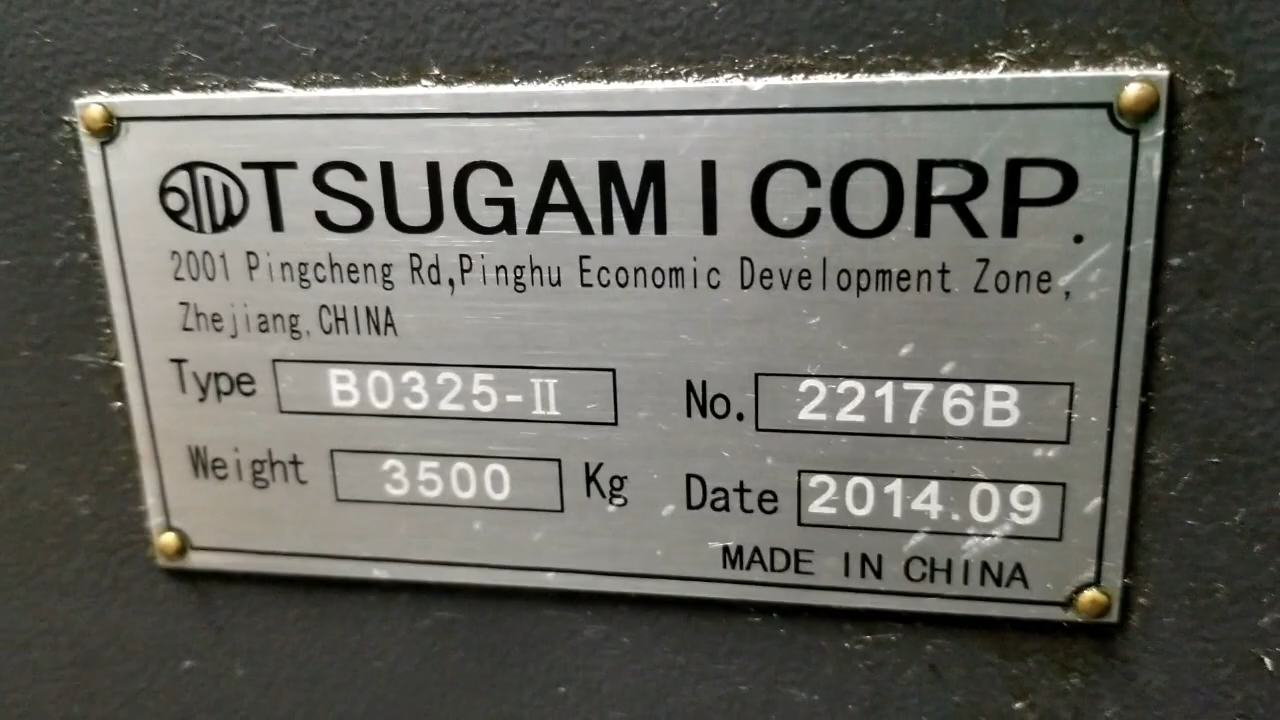 TSUGAMI CORP.
2001 Pingcheng Rd,Pinghu Economic Development Zone,
Zhejiang,CHINA
Type B0325-II No. 22176B
Weight 3500 Kg Date 2014.09
MADE IN CHINA